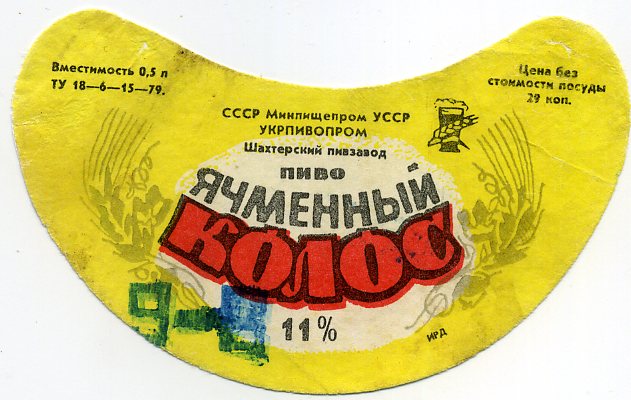 Вместимость 0,5 л
ТУ 18—6—15—79.
Цена без
стоимости посуды
29 коп.
СССР Минпищепром УССР
УКРПИВОПРОМ
Шахтерский пивзавод
ПИВО
ЯЧМЕННЫЙ
КОЛОС
11%
ИРД